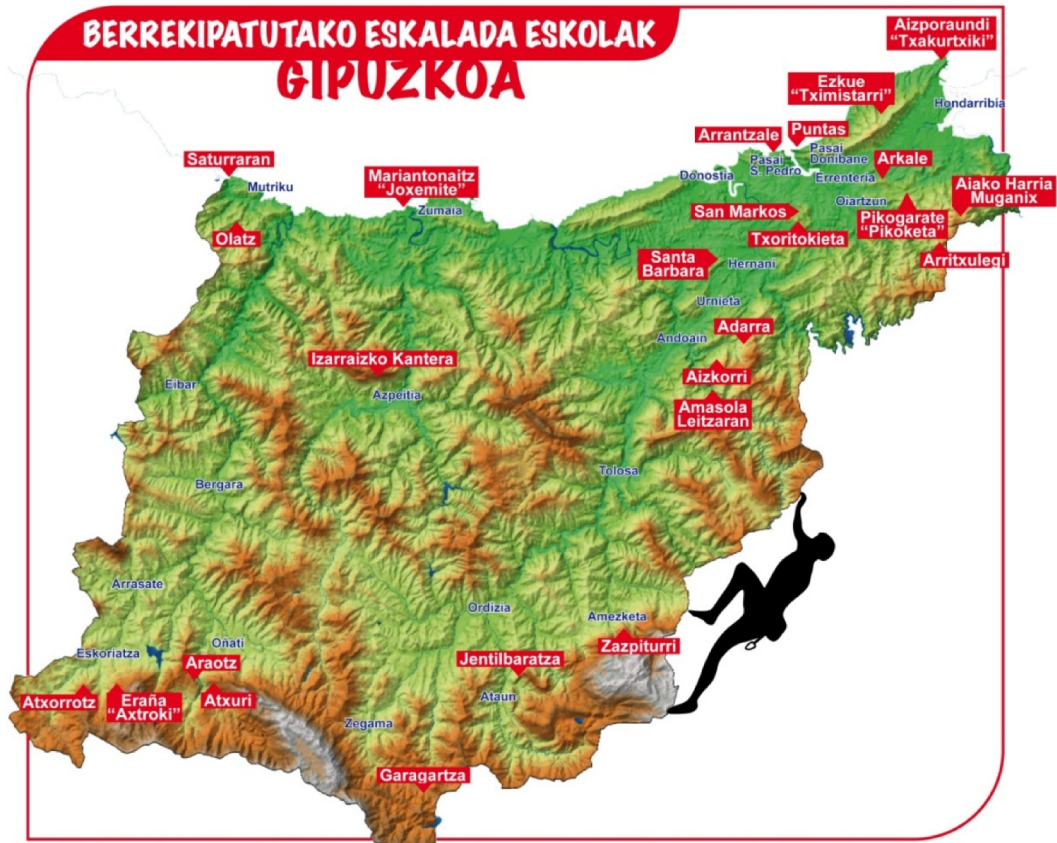 BERREKIPATUTAKO ESKALADA ESKOLAK
GIPUZKOA
Aizporaundi
“Txakurtxiki”
Ezkue
“Tximistarri”
Hondarribia
Puntas
Arrantzale
Pasai
Donibane
Pasai
S. Pedro
Arkale
Saturraran
Mutriku
Mariantonaitz
“Joxemite”
Zumaia
Donostia
Errenteria
Oiartzun
Aiako Harria
Muganix
San Markos
Pikogarate
“Pikoketa”
Olatz
Txoritokieta
Santa
Barbara
Hernani
Arritxulegi
Urnieta
Adarra
Andoain
Izarraizko Kantera
Aizkorri
Eibar
Azpeitia
Amasola
Leitzaran
Tolosa
Bergara
Arrasate
Ordizia
Amezketa
Oñati
Zazpiturri
Eskoriatza
Araotz
Jentilbaratza
Atxorrotz
Eraña
“Axtroki”
Atxuri
Ataun
Zegama
Garagartza